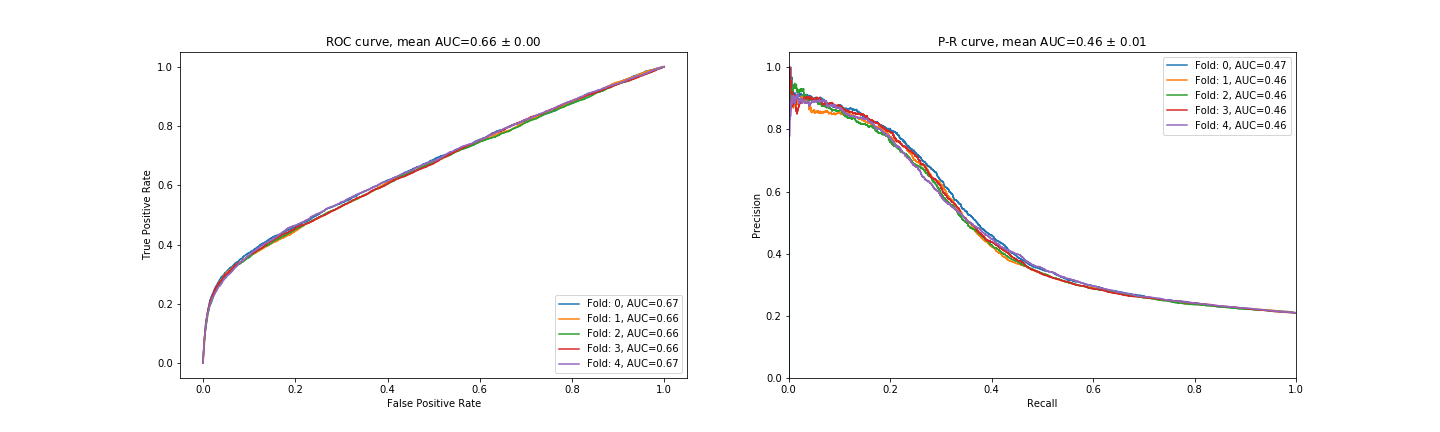 ROC curve, mean AUC=0.66 ± 0.00
True Positive Rate
1.0
0.8
0.6
0.4
0.2
0.0
Fold: 0, AUC=0.67
Fold: 1, AUC=0.66
Fold: 2, AUC=0.66
Fold: 3, AUC=0.66
Fold: 4, AUC=0.67
0.0 0.2 0.4 0.6 0.8 1.0
False Positive Rate
P-R curve, mean AUC=0.46 ± 0.01
Precision
1.0
0.8
0.6
0.4
0.2
0.0
Fold: 0, AUC=0.47
Fold: 1, AUC=0.46
Fold: 2, AUC=0.46
Fold: 3, AUC=0.46
Fold: 4, AUC=0.46
0.0 0.2 0.4 0.6 0.8 1.0
Recall